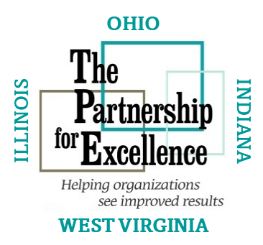 OHIO
ILLINOIS
INDIANA
The
Partnership
for Excellence
Helping organizations
see improved results
WEST VIRGINIA